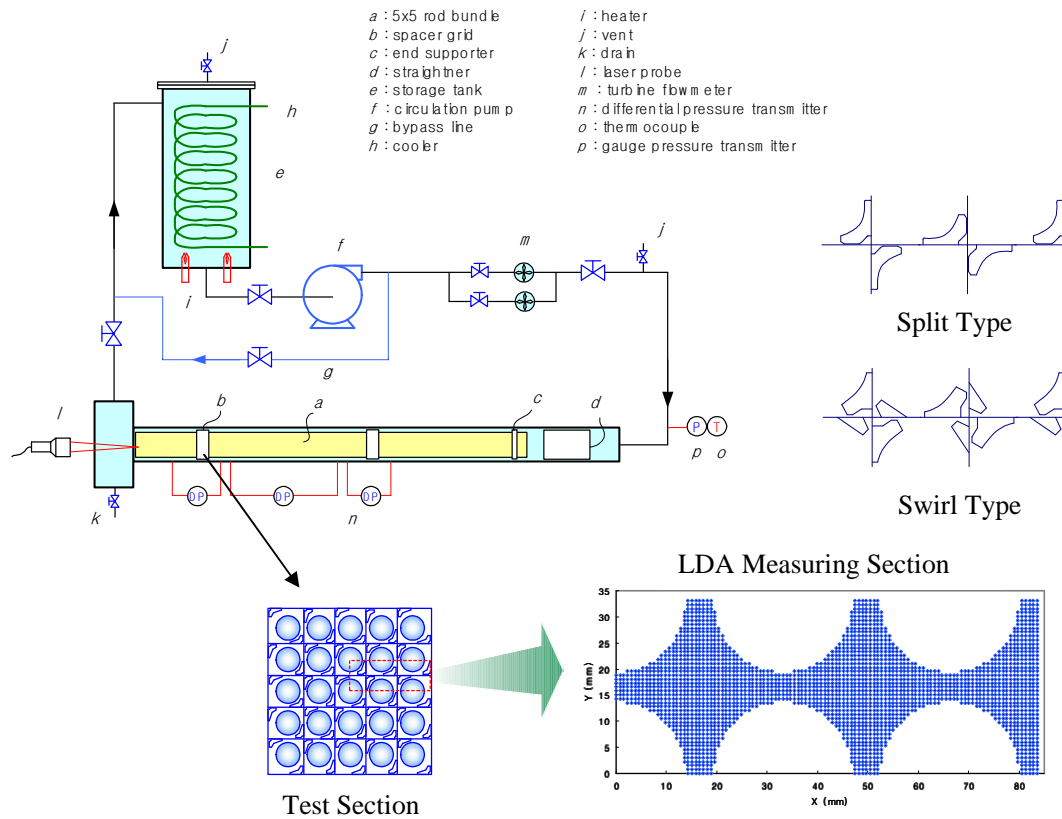 a : 5x5 rod bundle
b : spacer grid
c : end supporter
d : straightner
e : storage tank
f : circulation pump
g : bypass line
h : cooler
i : heater
j : vent
k : drain
l : laser probe
m : turbine flowmeter
n : differential pressure transmitter
o : thermocouple
p : gauge pressure transmitter
j
h
e
i
f
m
j
g
Split Type
l
b
a
c
d
P T
p o
k
DP DP DP
n
Swirl Type
LDA Measuring Section
Test Section
Y (mm)
35
30
25
20
15
10
5
0
0 10 20 30 40 50 60 70 80
X (mm)